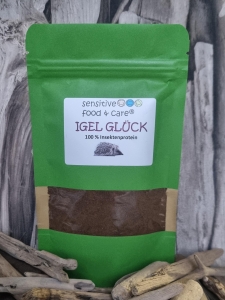 sensitive
food & care®
IGEL GLÜCK
100 % Insektenprotein